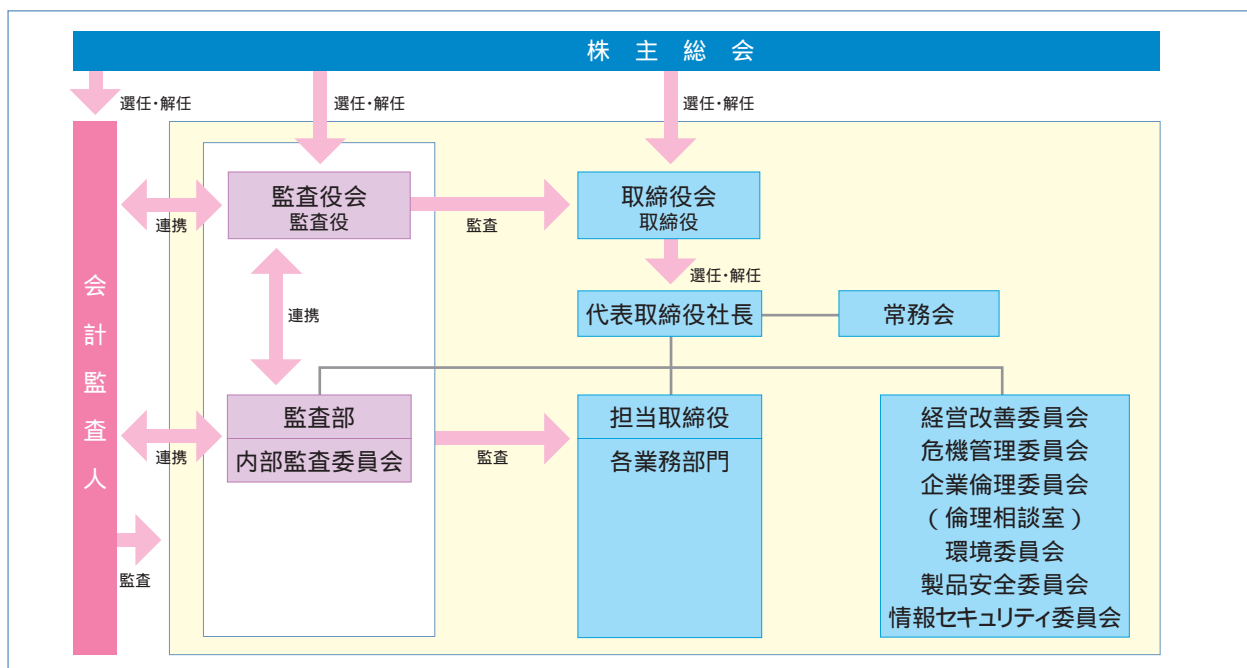 株主総会
選任・解任
選任・解任
選任・解任
会計監査人
監査役会
監査役
取締役会
取締役
連携
監査
選任・解任
代表取締役社長
常務会
連携
監査部
内部監査委員会
担当取締役
各業務部門
経営改善委員会
危機管理委員会
企業倫理委員会
(倫理相談室)
環境委員会
製品安全委員会
情報セキュリティ委員会
連携
監査
監査